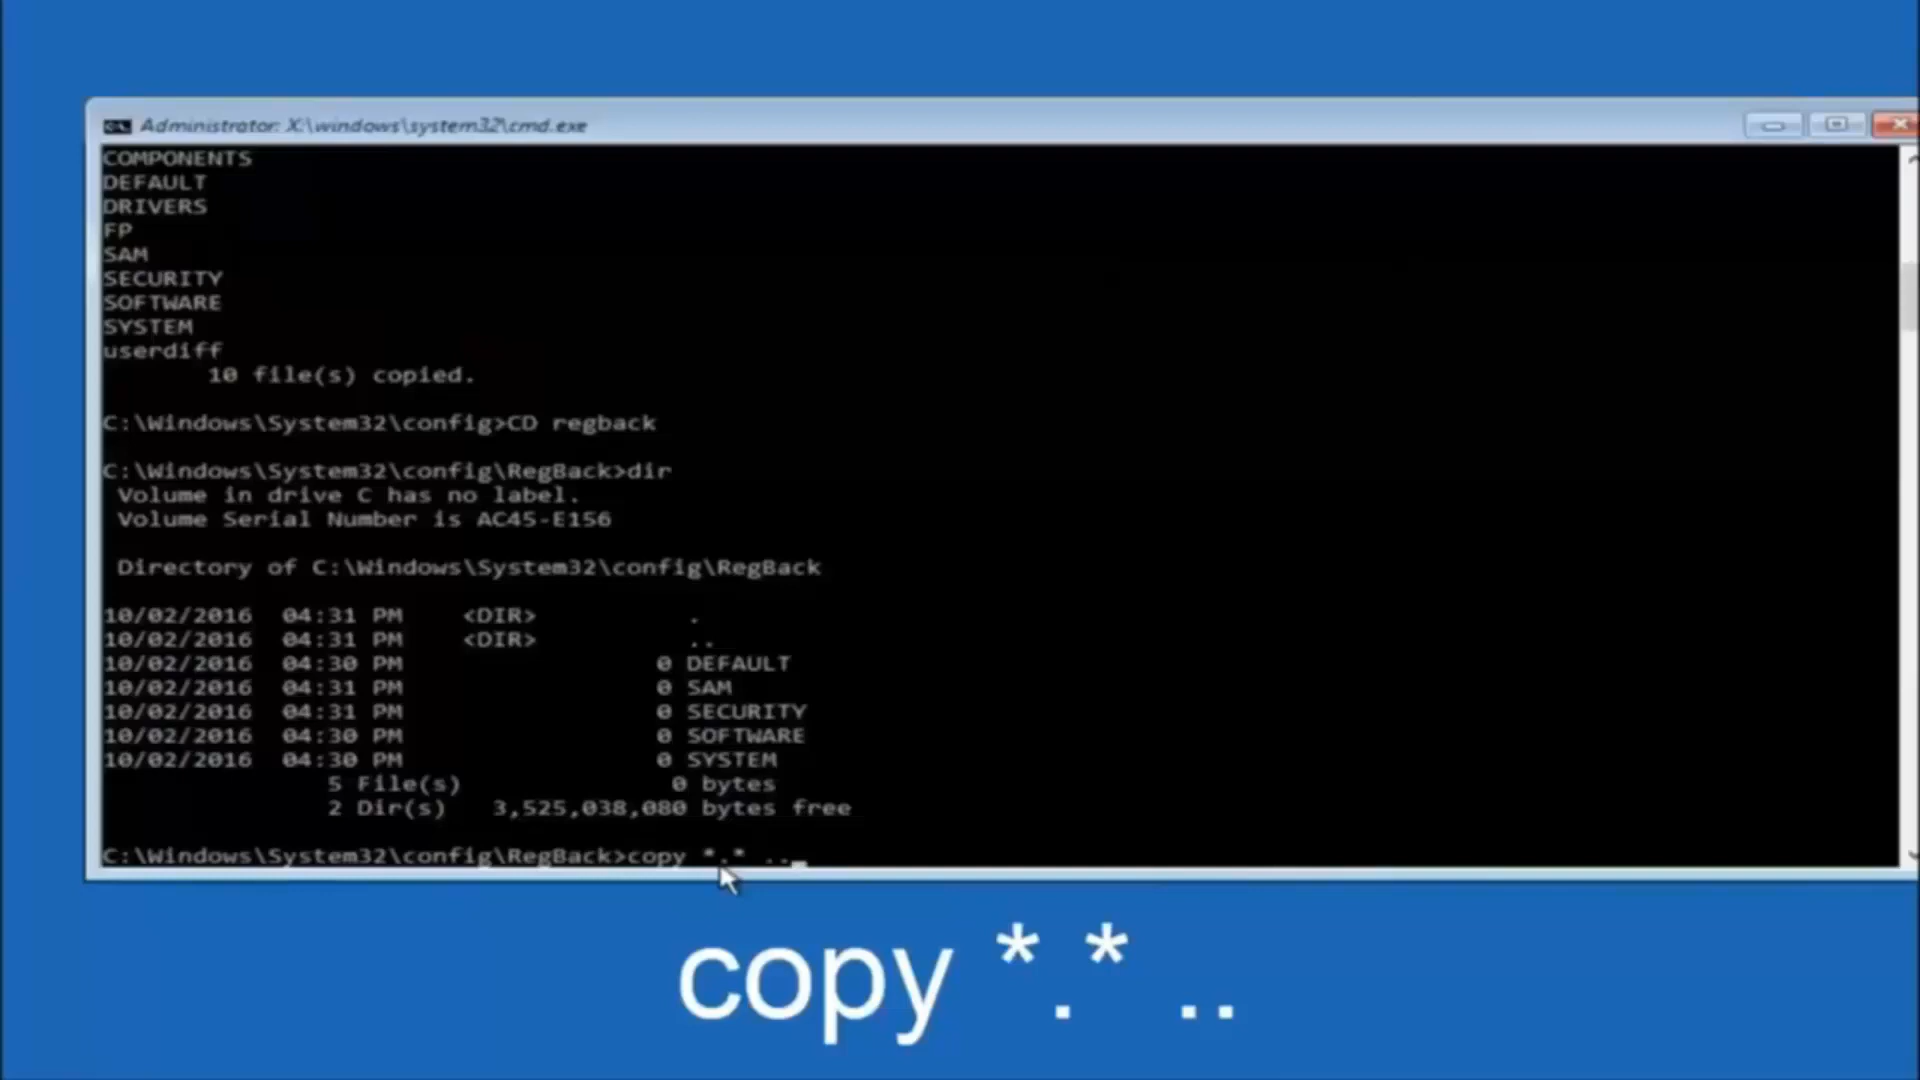 Administrator: X:\windows\system32\cmd.exe
COMPONENTS
DEFAULT
DRIVERS
FP
SAM
SECURITY
SOFTWARE
SYSTEM
userdiff
10 file(s) copied.
C:\Windows\System32\config>CD regback
C:\Windows\System32\config\RegBack>dir
Volume in drive C has no label.
Volume Serial Number is AC45-E156
Directory of C:\Windows\System32\config\RegBack
10/02/2016 04:31 PM <DIR> .
10/02/2016 04:31 PM <DIR> ..
10/02/2016 04:30 PM 0 DEFAULT
10/02/2016 04:31 PM 0 SAM
10/02/2016 04:31 PM 0 SECURITY
10/02/2016 04:30 PM 0 SOFTWARE
10/02/2016 04:30 PM 0 SYSTEM
5 File(s) 0 bytes
2 Dir(s) 3,525,038,080 bytes free
C:\Windows\System32\config\RegBack>copy *.* .._
copy *.* ..